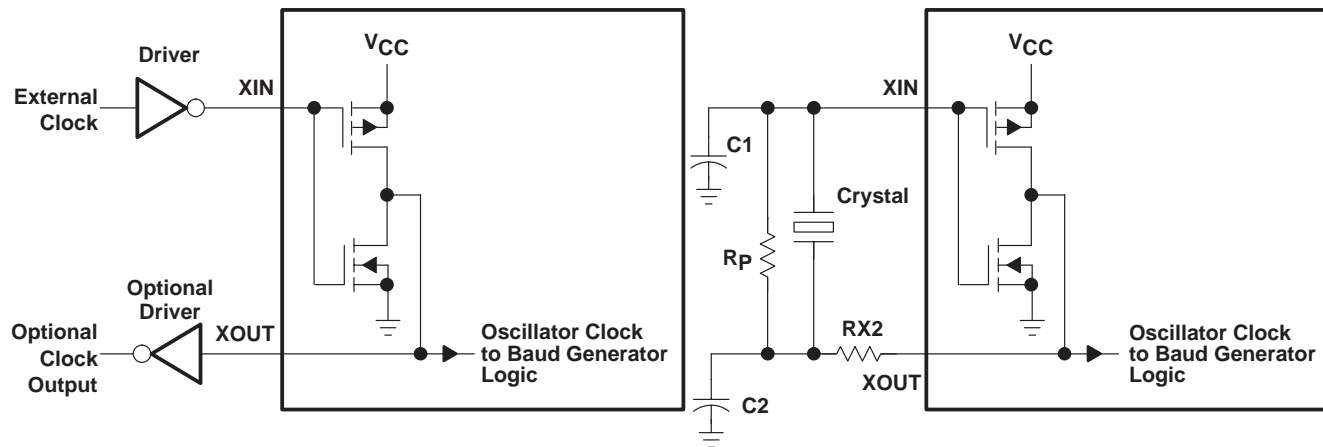 Driver
VCC
XIN
External
Clock
Optional
Driver
Optional
Clock
Output
XOUT
Oscillator Clock
to Baud Generator
Logic
VCC
XIN
C1
Crystal
RP
RX2
XOUT
C2
Oscillator Clock
to Baud Generator
Logic